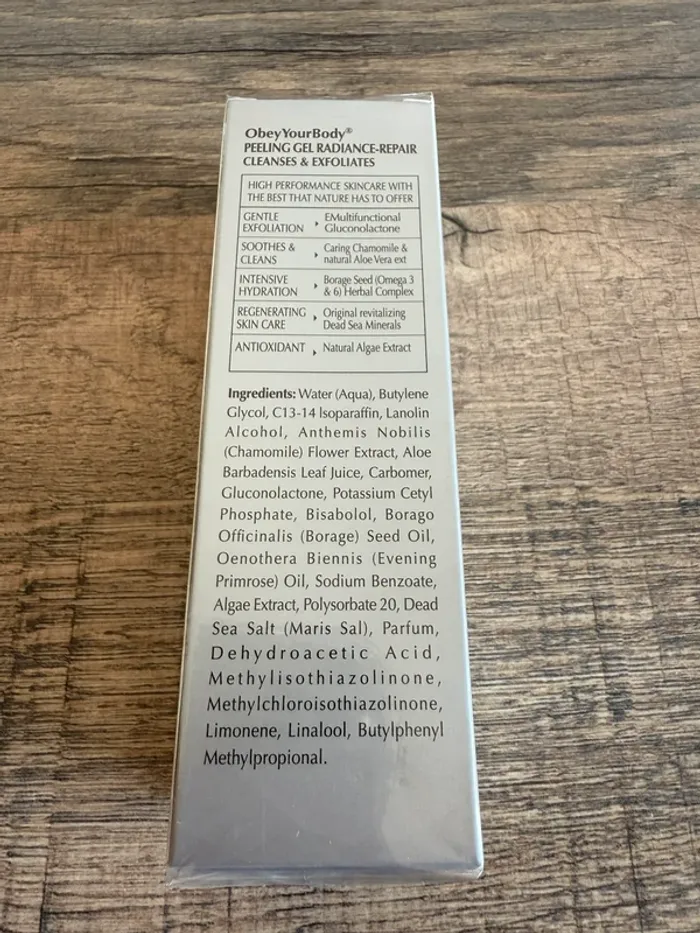 ObeyYourBody®
PEELING GEL RADIANCE-REPAIR
CLEANSES & EXFOLIATES
HIGH PERFORMANCE SKINCARE WITH
THE BEST THAT NATURE HAS TO OFFER
GENTLE EXFOLIATION
EMultifunctional Gluconolactone
SOOTHES & CLEANS
Caring Chamomile & natural Aloe Vera ext
INTENSIVE HYDRATION
Borage Seed (Omega 3 & 6) Herbal Complex
REGENERATING SKIN CARE
Original revitalizing Dead Sea Minerals
ANTIOXIDANT
Natural Algae Extract
Ingredients: Water (Aqua), Butylene
Glycol, C13-14 Isoparaffin, Lanolin
Alcohol, Anthemis Nobilis
(Chamomile) Flower Extract, Aloe
Barbadensis Leaf Juice, Carbomer,
Gluconolactone, Potassium Cetyl
Phosphate, Bisabolol, Borago
Officinalis (Borage) Seed Oil,
Oenothera Biennis (Evening
Primrose) Oil, Sodium Benzoate,
Algae Extract, Polysorbate 20, Dead
Sea Salt (Maris Sal), Parfum,
Dehydroacetic Acid,
Methylisothiazolinone,
Methylchloroisothiazolinone,
Limonene, Linalool, Butylphenyl
Methylpropional.